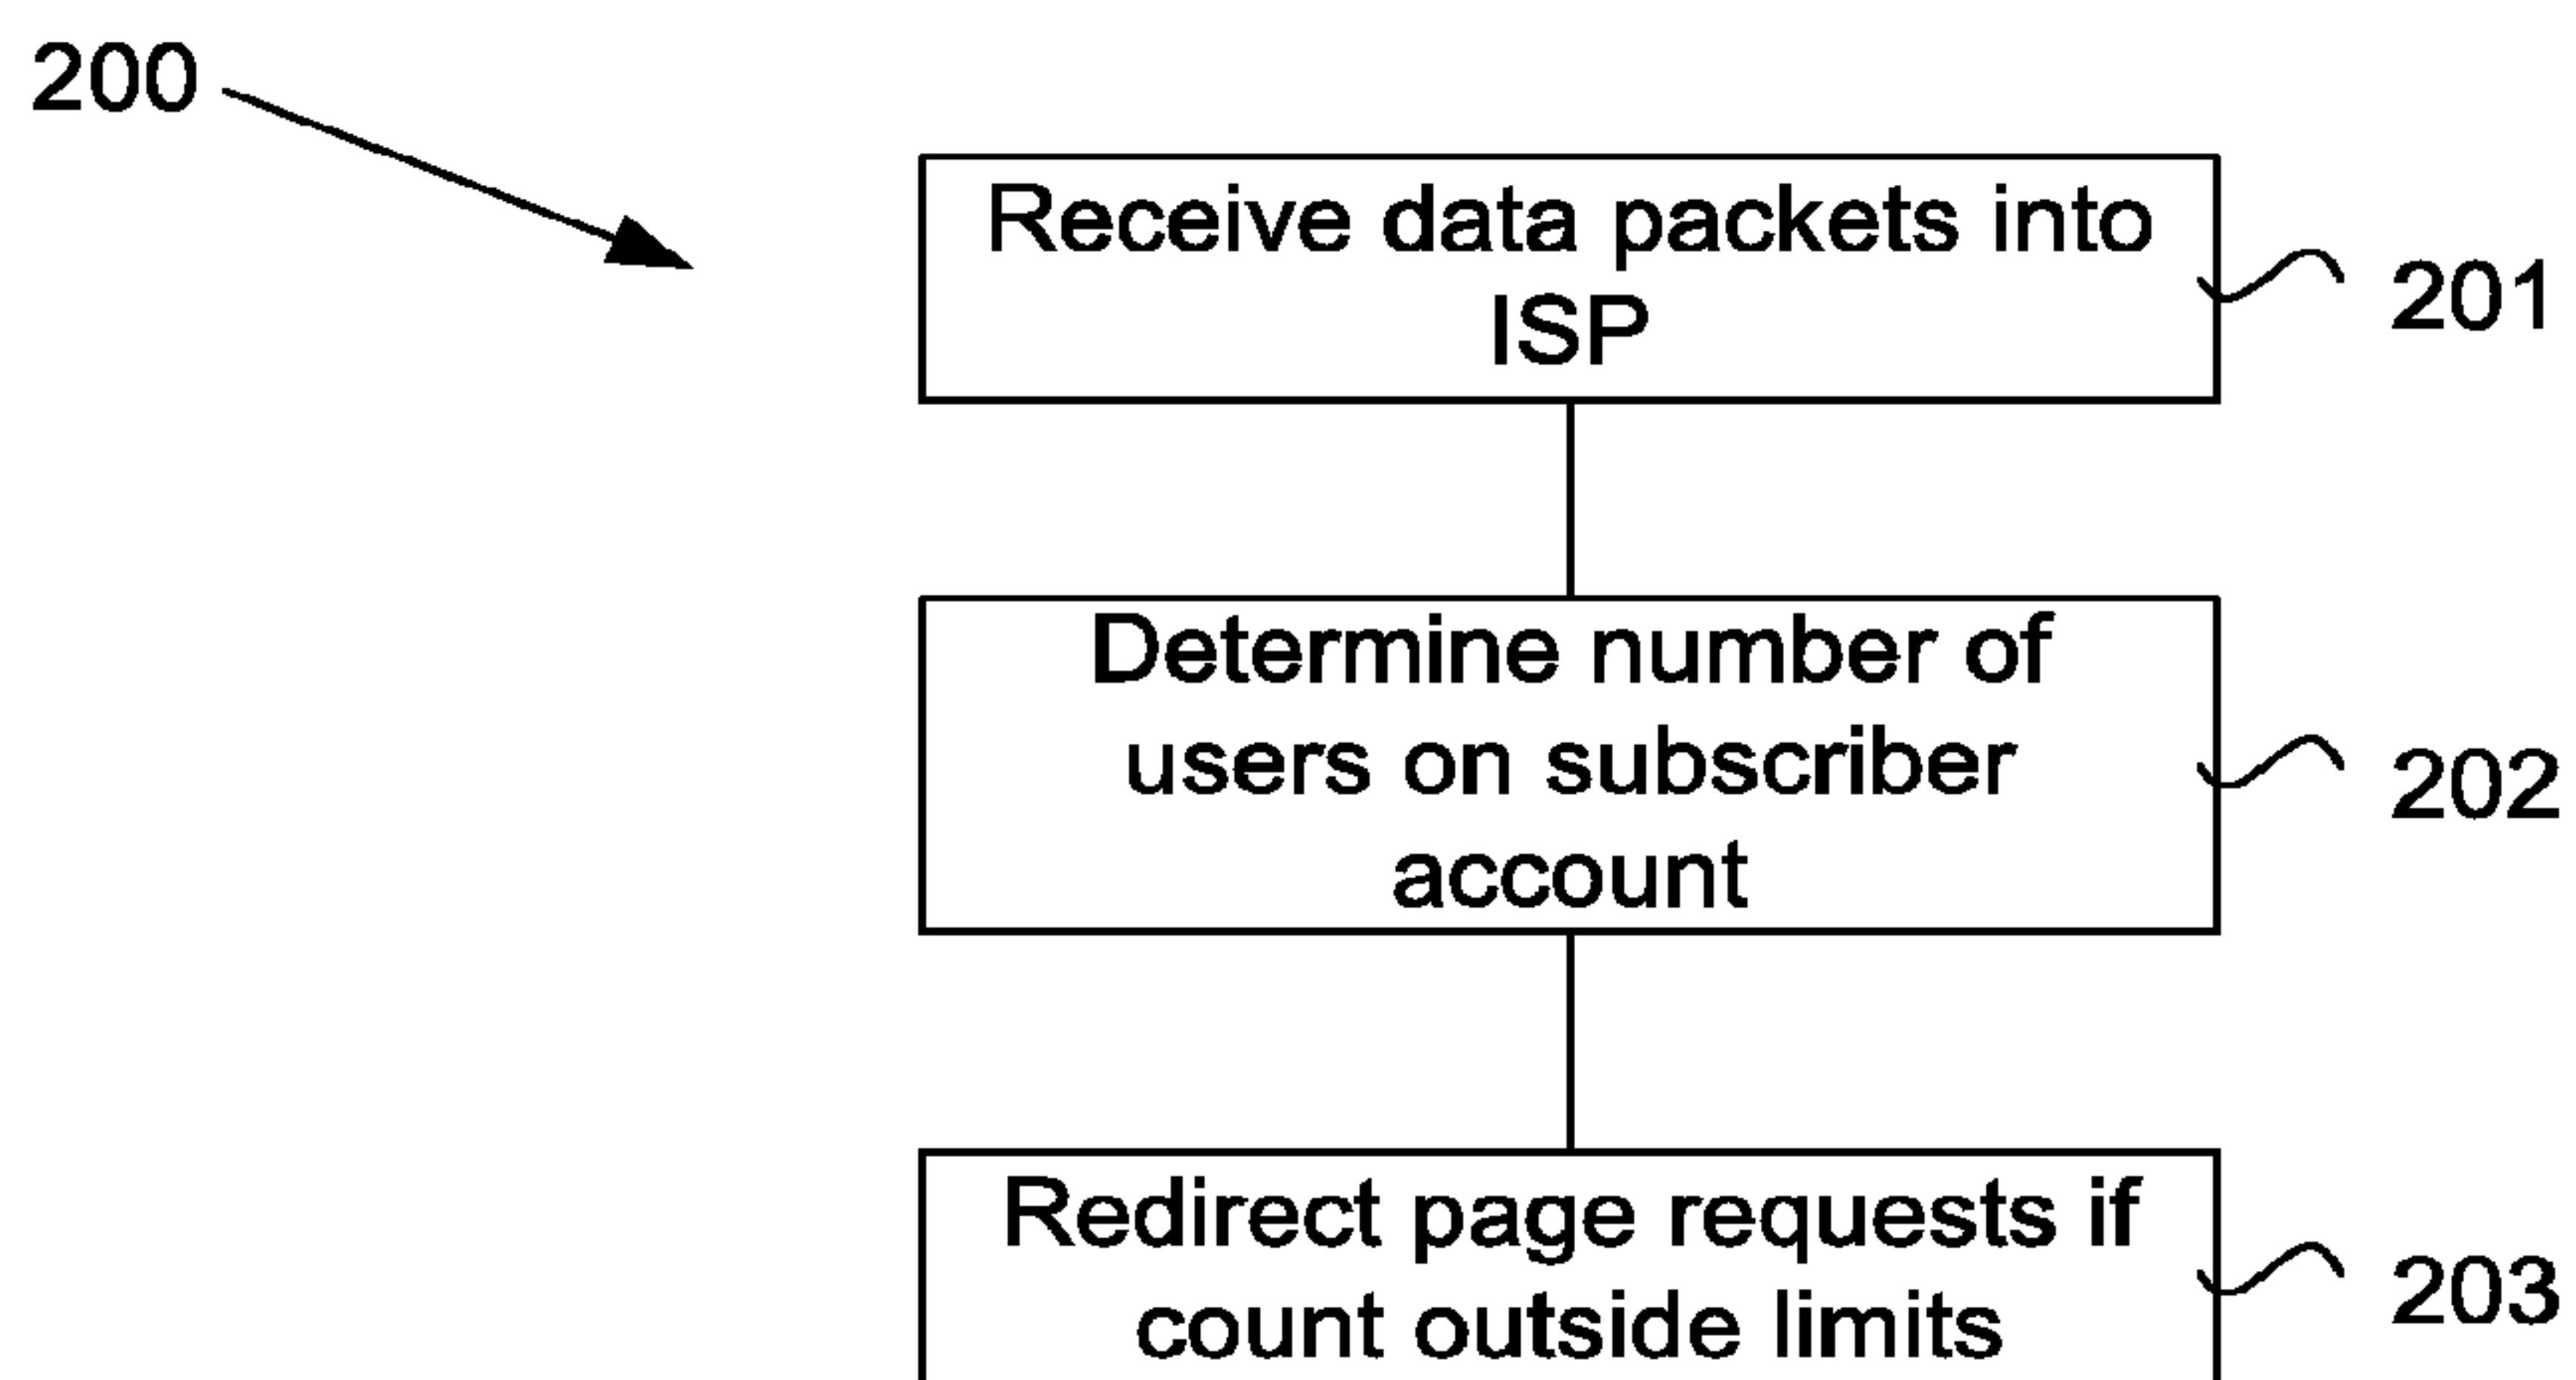 200
Receive data packets into
ISP
201
Determine number of
users on subscriber
account
202
Redirect page requests if
count outside limits
203